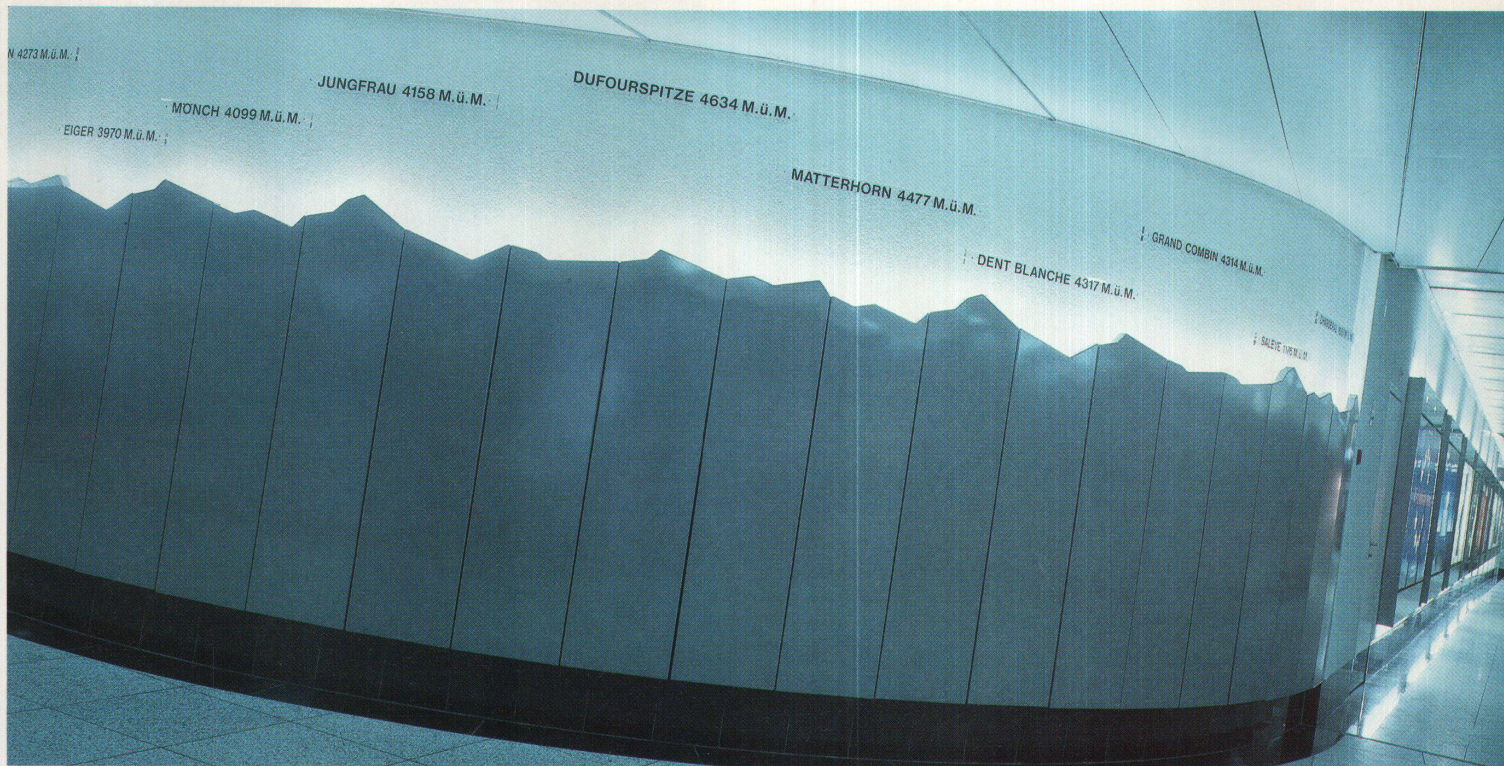 N 4273 M.ü.M.
EIGER 3970 M.ü.M.
MÖNCH 4099 M.ü.M.
JUNGFRAU 4158 M.ü.M.
DUFOURSPITZE 4634 M.ü.M.
MATTERHORN 4477 M.ü.M.
DENT BLANCHE 4317 M.ü.M.
GRAND COMBIN 4314 M.ü.M.
SALEVE M.ü.M.